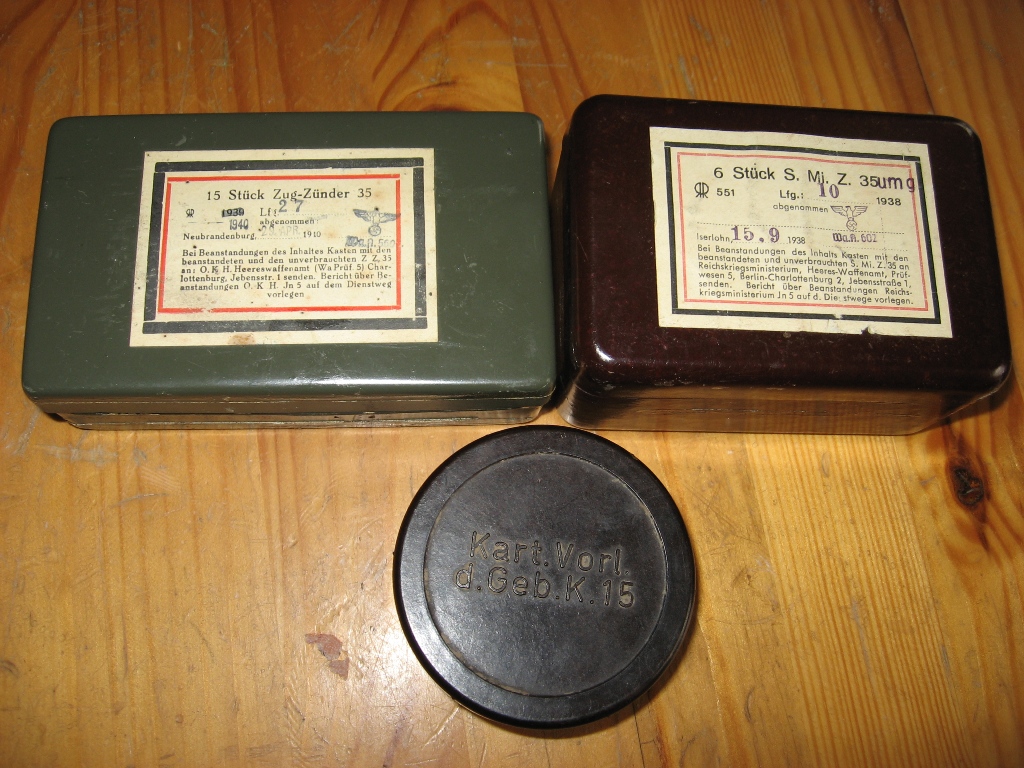 15 Stück Zug-Zünder 35
1939 Lfg: 27
1940 abgenommen:
Neubrandenburg, APR. 1940 Wa.A.
Bei Beanstandungen des Inhaltes Kasten mit den
beanstandeten und den unverbrauchten Z Z. 35
an: O. K. H. Heereswaffenamt (Wa Prüf. 5) Char-
lottenburg, Jebensstr. 1 senden. Bericht über Be-
anstandungen O. K. H. Jn 5 auf dem Dienstweg
vorlegen
6 Stück S. Mi. Z. 35umg
551 Lfg.: 10 1938
abgenommen
Iserlohn, 15.9 1938 Wa.A. 602
Bei Beanstandungen des Inhalts Kasten mit den
beanstandeten und unverbrauchten S. Mi. Z. 35 an
Reichskriegsministerium, Heeres-Waffenamt, Prüf-
wesen 5, Berlin-Charlottenburg 2, Jebensstraße 1,
senden. Bericht über Beanstandungen Reichs-
kriegsministerium Jn 5 auf d. Dienstwege vorlegen.
Kart.Vorl.
d.Geb.K.15